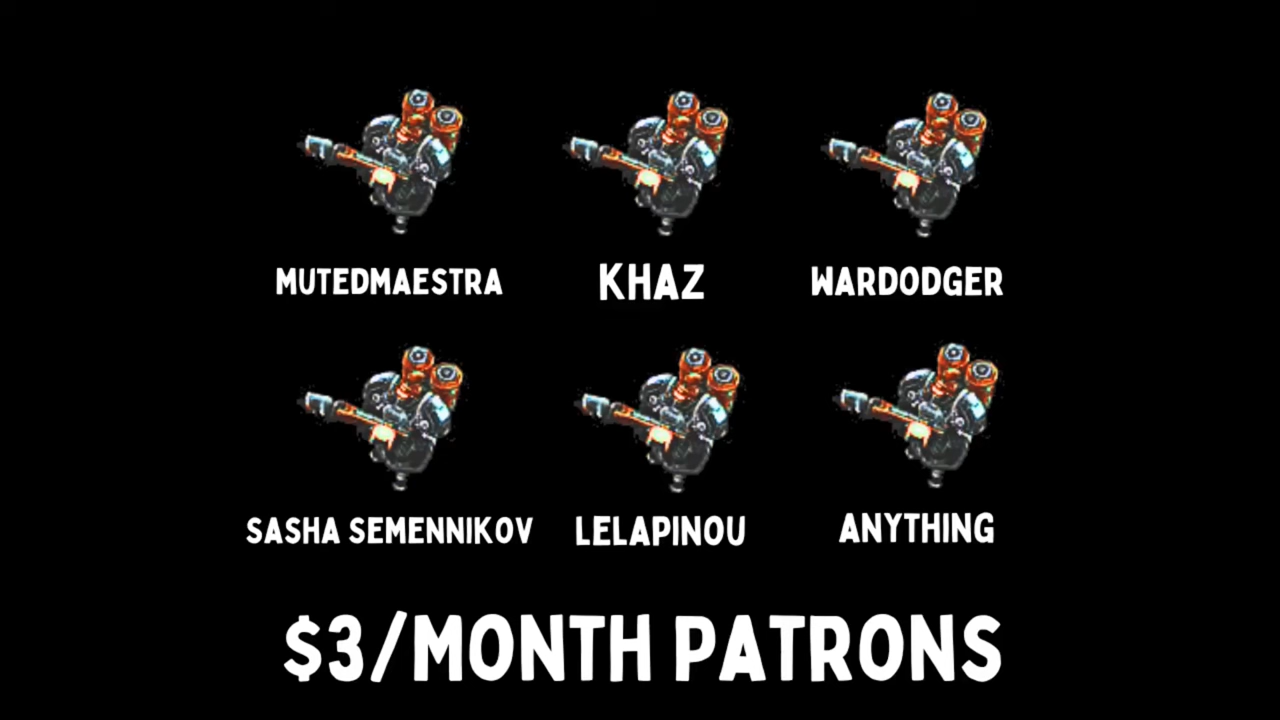 MUTEDMAESTRA
KHAZ
WARDODGER
SASHA SEMENNIKOV
LELAPINOU
ANYTHING
$3/MONTH PATRONS